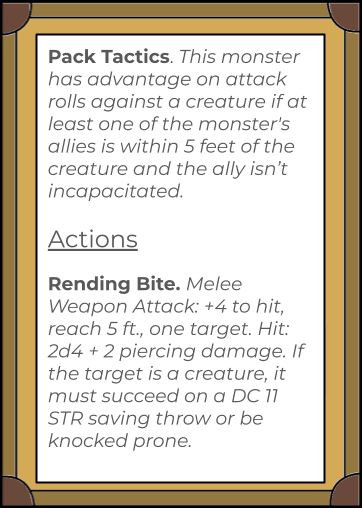 Pack Tactics. This monster
has advantage on attack
rolls against a creature if at
least one of the monster's
allies is within 5 feet of the
creature and the ally isn’t
incapacitated.
Actions
Rending Bite. Melee
Weapon Attack: +4 to hit,
reach 5 ft., one target. Hit:
2d4 + 2 piercing damage. If
the target is a creature, it
must succeed on a DC 11
STR saving throw or be
knocked prone.